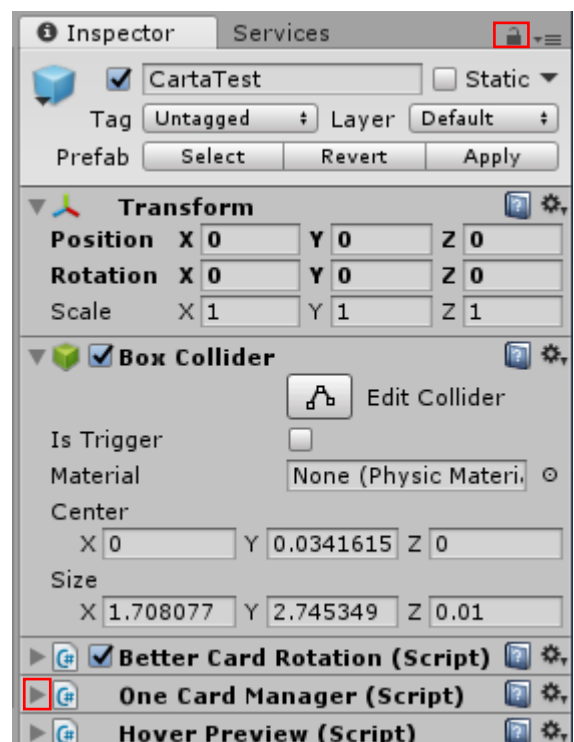 Inspector Services
CartaTest Static
Tag Untagged Layer Default
Prefab Select Revert Apply
Transform
Position X 0 Y 0 Z 0
Rotation X 0 Y 0 Z 0
Scale X 1 Y 1 Z 1
Box Collider
Edit Collider
Is Trigger
Material None (Physic Materi
Center
X 0 Y 0.0341615 Z 0
Size
X 1.708077 Y 2.745349 Z 0.01
C# Better Card Rotation (Script)
C# One Card Manager (Script)
C# Hover Preview (Script)